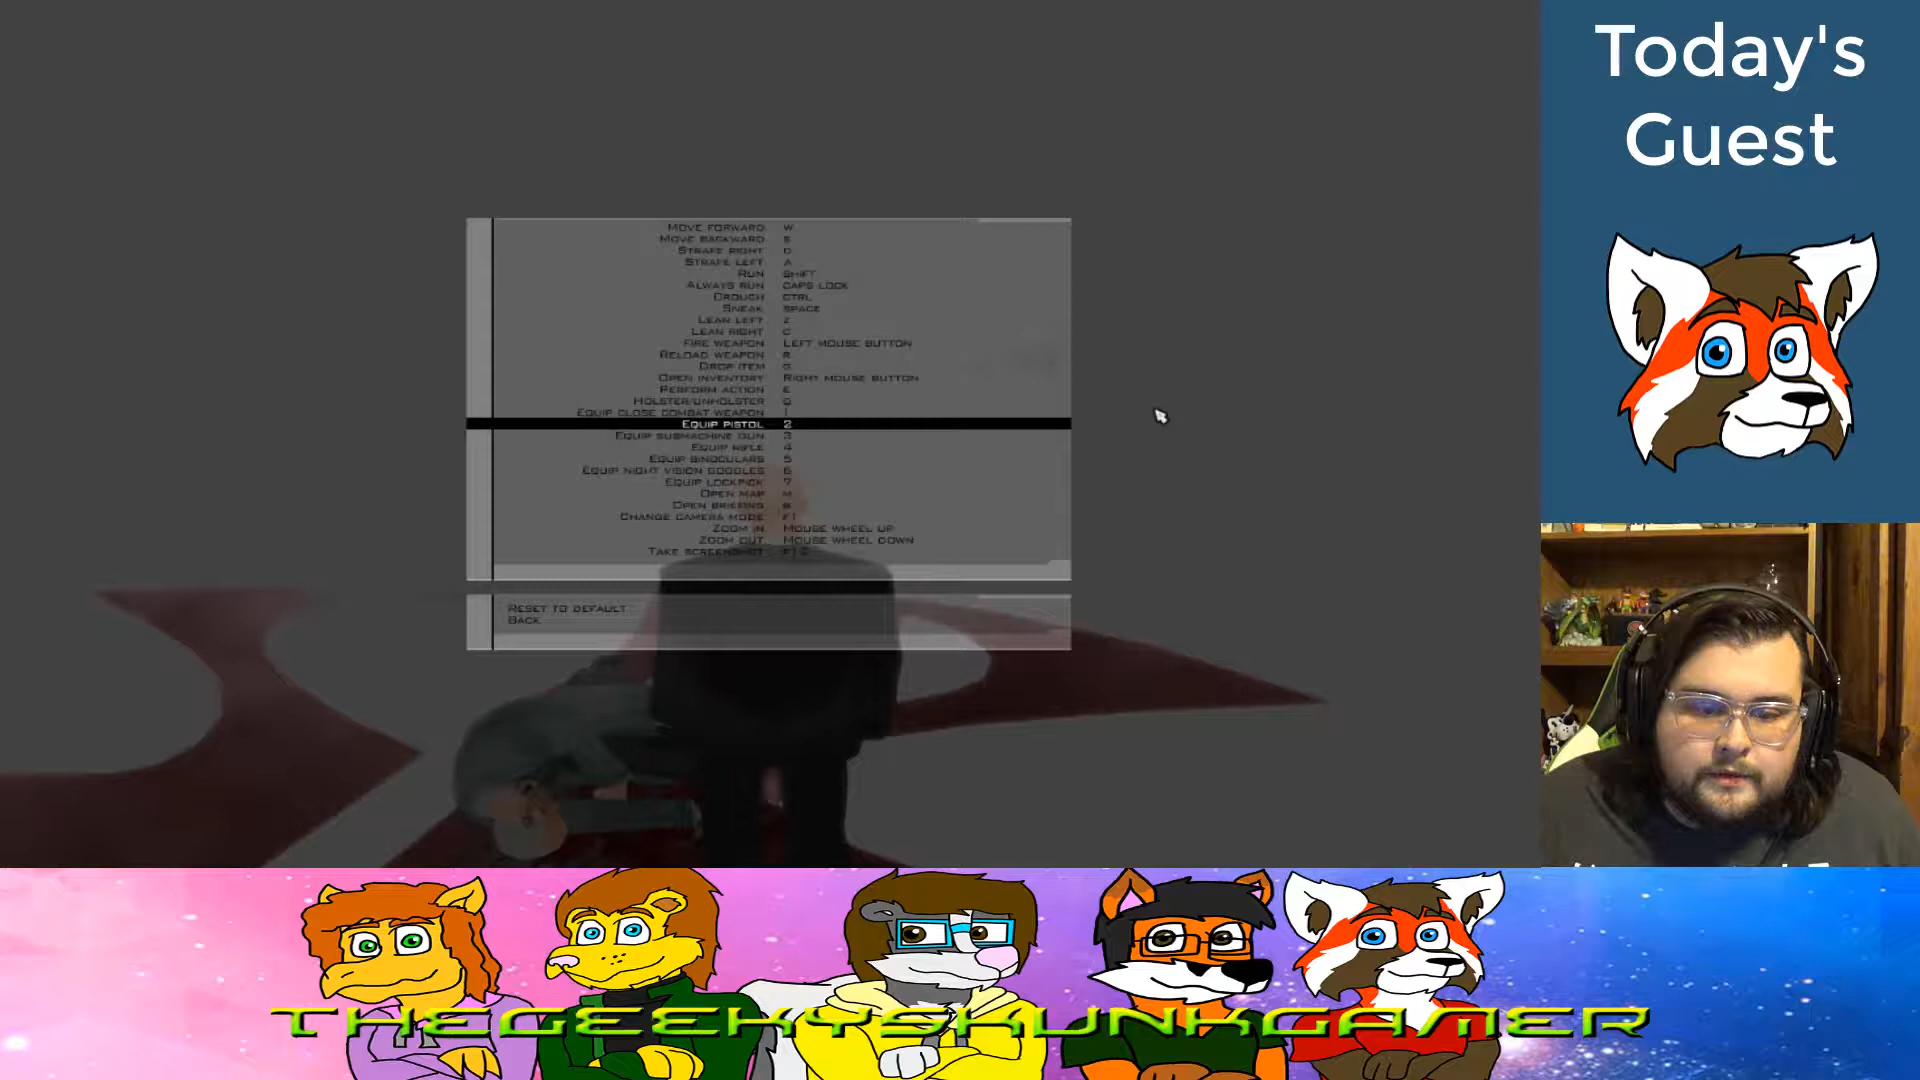 Today's
Guest
MOVE FORWARD W
MOVE BACKWARD S
STRAFE RIGHT D
STRAFE LEFT A
RUN SHIFT
ALWAYS RUN CAPS LOCK
CROUCH CTRL
SNEAK SPACE
LEAN LEFT Z
LEAN RIGHT C
FIRE WEAPON LEFT MOUSE BUTTON
RELOAD WEAPON R
DROP ITEM G
OPEN INVENTORY RIGHT MOUSE BUTTON
PERFORM ACTION E
HOLSTER/UNHOLSTER Q
EQUIP CLOSE COMBAT WEAPON 1
EQUIP PISTOL 2
EQUIP SUBMACHINE GUN 3
EQUIP RIFLE 4
EQUIP BINOCULARS 5
EQUIP NIGHT VISION GOGGLES 6
EQUIP LOCKPICK 7
OPEN MAP M
OPEN BRIEFING B
CHANGE CAMERA MODE F1
ZOOM IN MOUSE WHEEL UP
ZOOM OUT MOUSE WHEEL DOWN
TAKE SCREENSHOT
RESET TO DEFAULT
BACK
THEGEEKYSKUNKGAMER